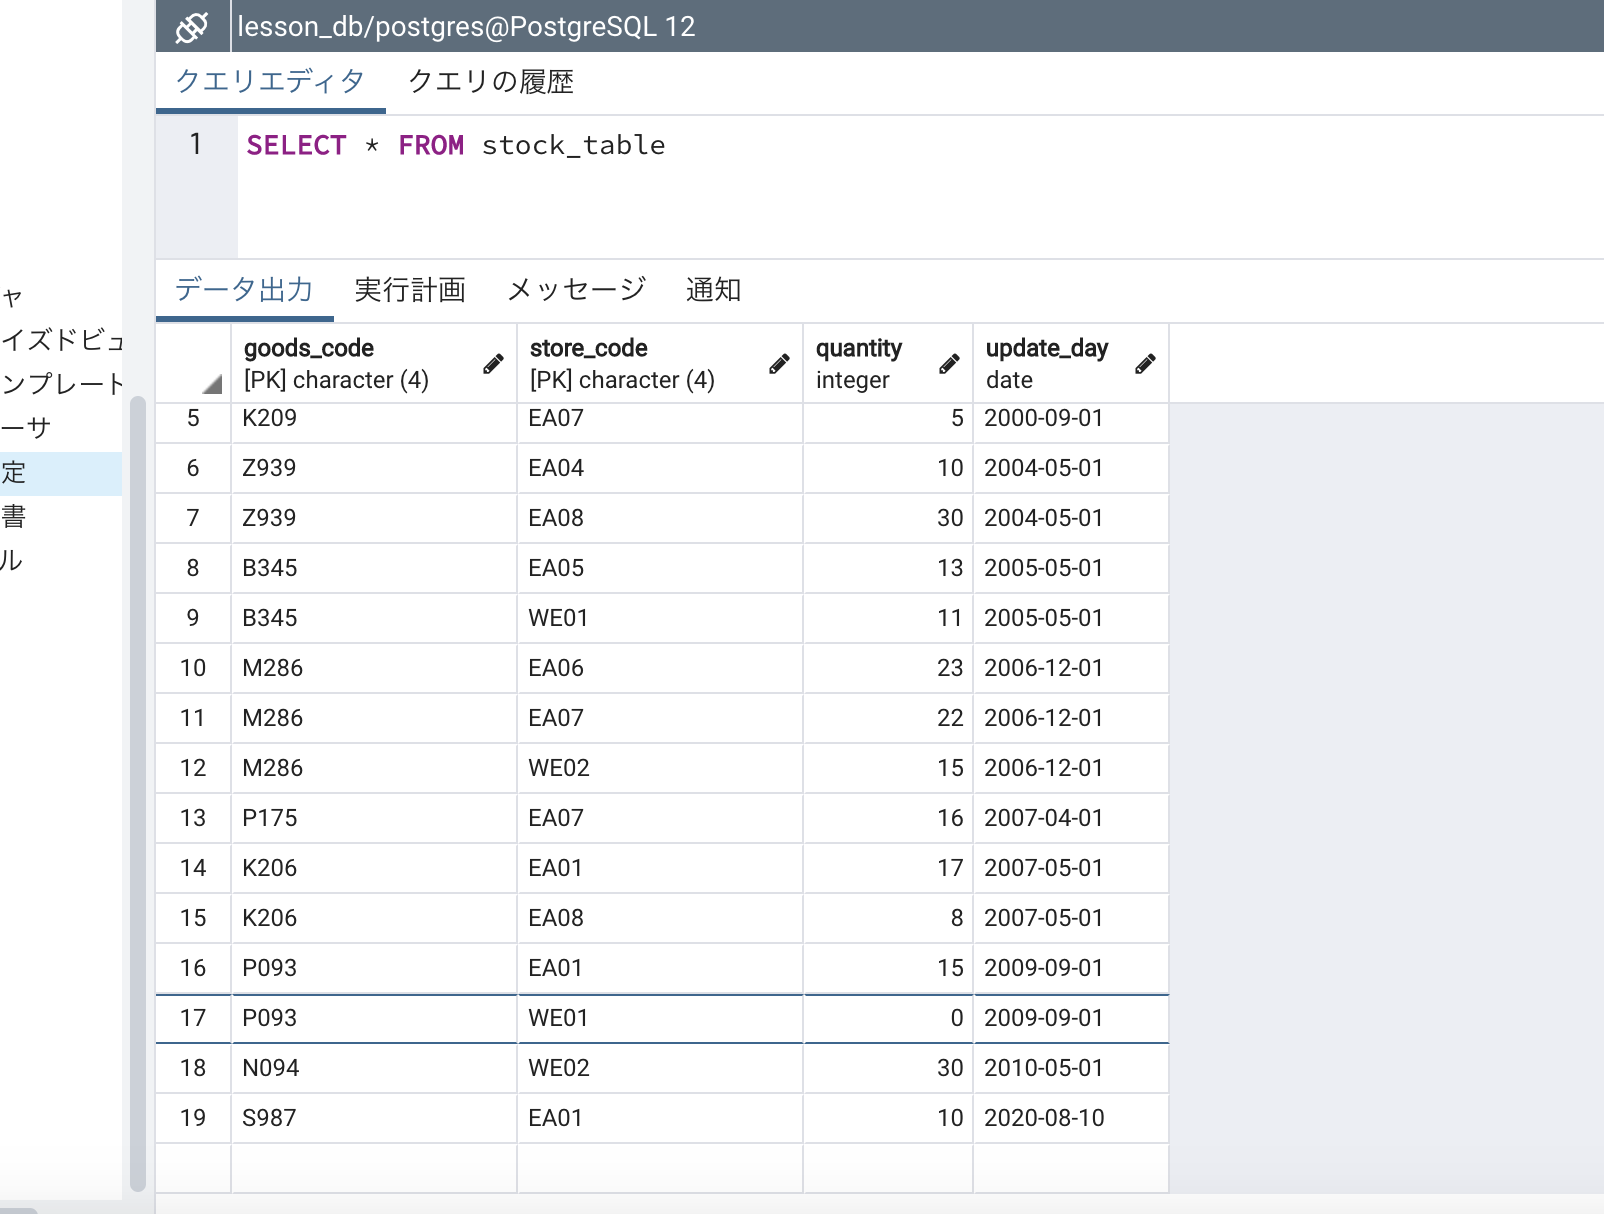 lesson_db/postgres@PostgreSQL 12
クエリエディタ クエリの履歴
1 SELECT * FROM stock_table
ャ
イズドビュ
ンプレート
ーサ
定
書
ル
データ出力 実行計画 メッセージ 通知
goods_code store_code quantity update_day
[PK] character (4) [PK] character (4) integer date
5 K209 EA07 5 2000-09-01
6 Z939 EA04 10 2004-05-01
7 Z939 EA08 30 2004-05-01
8 B345 EA05 13 2005-05-01
9 B345 WE01 11 2005-05-01
10 M286 EA06 23 2006-12-01
11 M286 EA07 22 2006-12-01
12 M286 WE02 15 2006-12-01
13 P175 EA07 16 2007-04-01
14 K206 EA01 17 2007-05-01
15 K206 EA08 8 2007-05-01
16 P093 EA01 15 2009-09-01
17 P093 WE01 0 2009-09-01
18 N094 WE02 30 2010-05-01
19 S987 EA01 10 2020-08-10